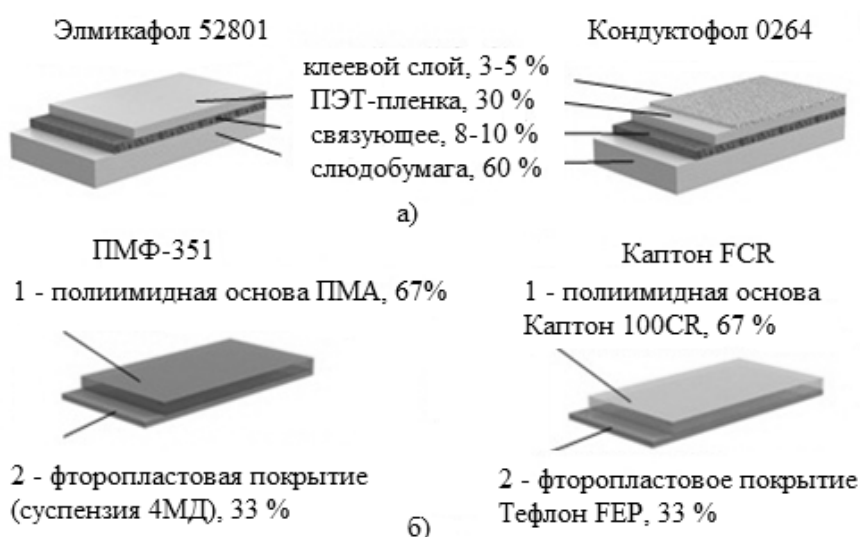 Элмикафол 52801
Кондуктофол 0264
клеевой слой, 3-5 %
ПЭТ-пленка, 30 %
связующее, 8-10 %
слюдобумага, 60 %
а)
ПМФ-351
Каптон FCR
1 - полиимидная основа ПМА, 67%
1 - полиимидная основа
Каптон 100CR, 67 %
2 - фторопластовая покрытие
(суспензия 4МД), 33 %
2 - фторопластовое покрытие
Тефлон FEP, 33 %
б)